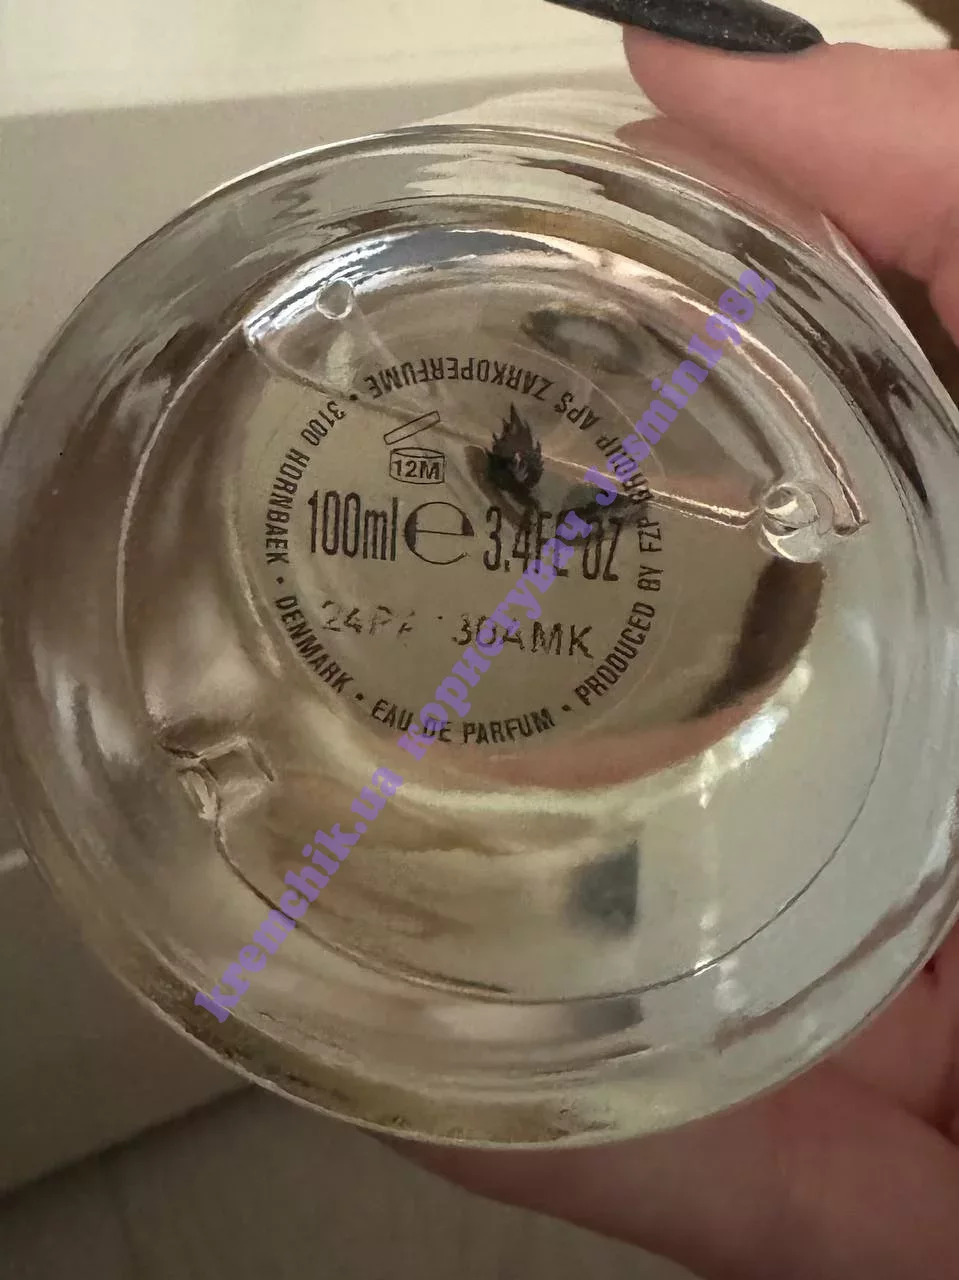 ZARKOPERFUME • 3100 HORNBAEK • DENMARK • EAU DE PARFUM • PRODUCED BY FZP GROUP APS
12M
100ml e 3.4FL OZ
30AMK
kremchik.ua користувач Jasmin1992